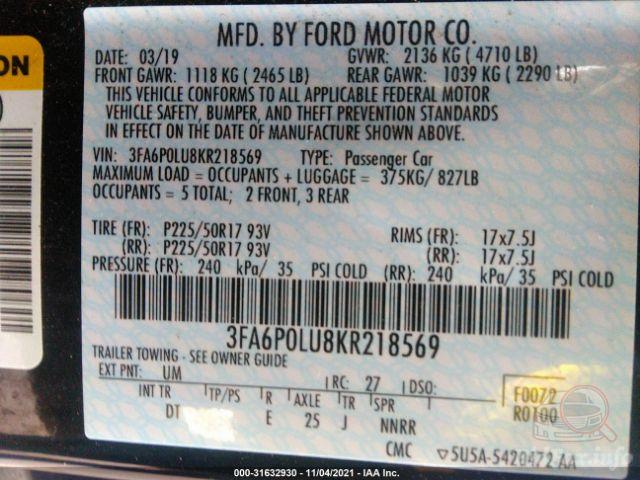 MFD. BY FORD MOTOR CO.
DATE: 03/19 GVWR: 2136 KG ( 4710 LB)
FRONT GAWR: 1118 KG ( 2465 LB) REAR GAWR: 1039 KG ( 2290 LB)
THIS VEHICLE CONFORMS TO ALL APPLICABLE FEDERAL MOTOR
VEHICLE SAFETY, BUMPER, AND THEFT PREVENTION STANDARDS
IN EFFECT ON THE DATE OF MANUFACTURE SHOWN ABOVE.
VIN: 3FA6P0LU8KR218569 TYPE: Passenger Car
MAXIMUM LOAD = OCCUPANTS + LUGGAGE = 375KG/ 827LB
OCCUPANTS = 5 TOTAL; 2 FRONT, 3 REAR
TIRE (FR): P225/50R17 93V RIMS (FR): 17x7.5J
(RR): P225/50R17 93V (RR): 17x7.5J
PRESSURE (FR): 240 kPa/ 35 PSI COLD (RR): 240 kPa/ 35 PSI COLD
3FA6P0LU8KR218569
TRAILER TOWING - SEE OWNER GUIDE
EXT PNT: UM RC: 27 DSO: F0072
INT TR TP/PS R AXLE TR SPR R0100
DT E 25 J NNRR
CMC 5U5A-5420472-AA
ON
© 31632930 - 11/04/2021 - IAA Inc.